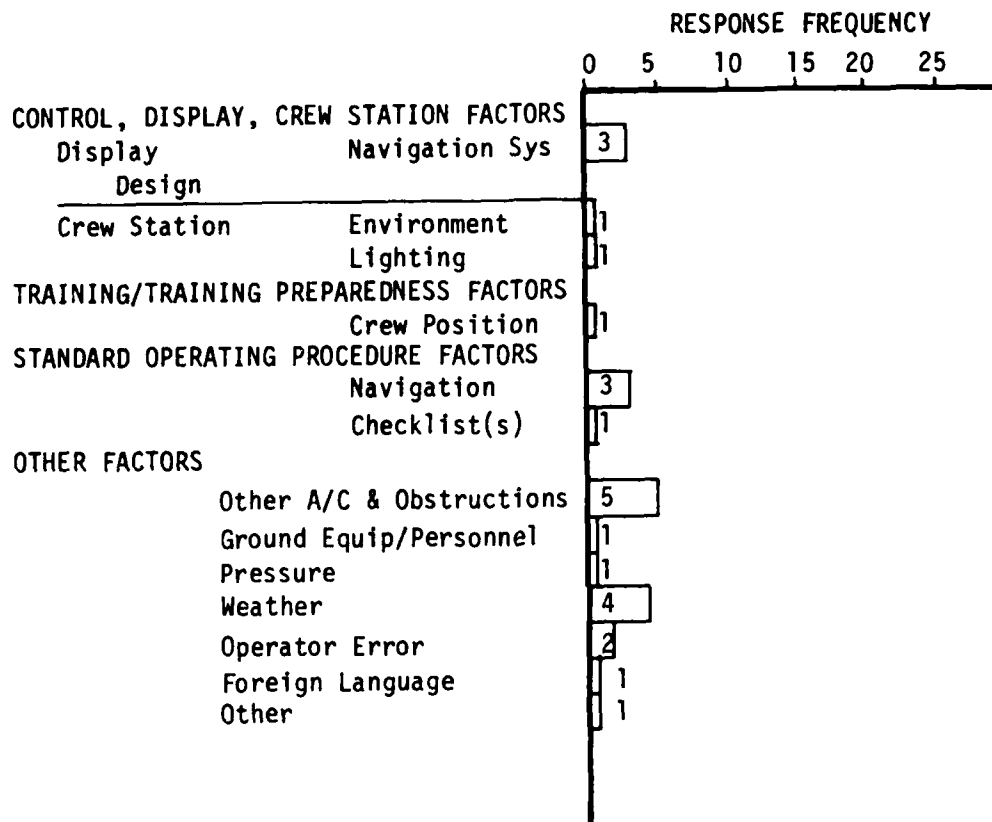 RESPONSE FREQUENCY
0 5 10 15 20 25
CONTROL, DISPLAY, CREW STATION FACTORS
Display Navigation Sys 3
Design
Crew Station Environment 1
Lighting 1
TRAINING/TRAINING PREPAREDNESS FACTORS
Crew Position 1
STANDARD OPERATING PROCEDURE FACTORS
Navigation 3
Checklist(s) 1
OTHER FACTORS
Other A/C & Obstructions 5
Ground Equip/Personnel 1
Pressure 1
Weather 4
Operator Error 2
Foreign Language 1
Other 1